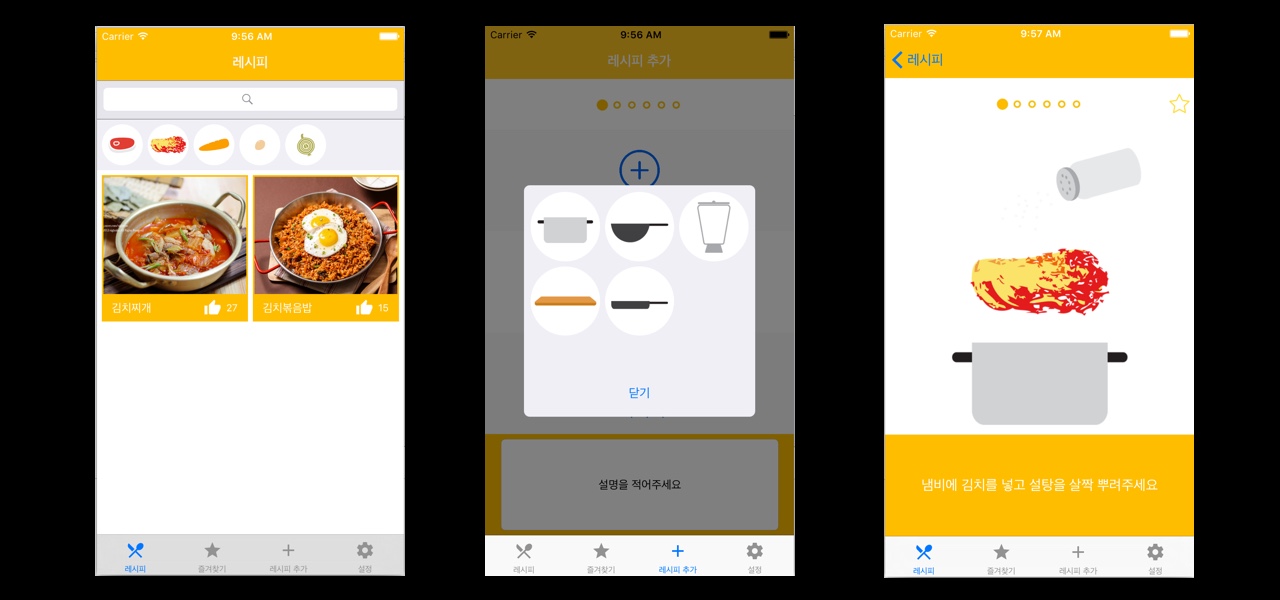 Carrier
9:56 AM
레시피
김치찌개
27
김치볶음밥
15
레시피
즐겨찾기
레시피 추가
설정
Carrier
9:56 AM
레시피 추가
닫기
설명을 적어주세요
레시피
즐겨찾기
레시피 추가
설정
Carrier
9:57 AM
레시피
냄비에 김치를 넣고 설탕을 살짝 뿌려주세요
레시피
즐겨찾기
레시피 추가
설정